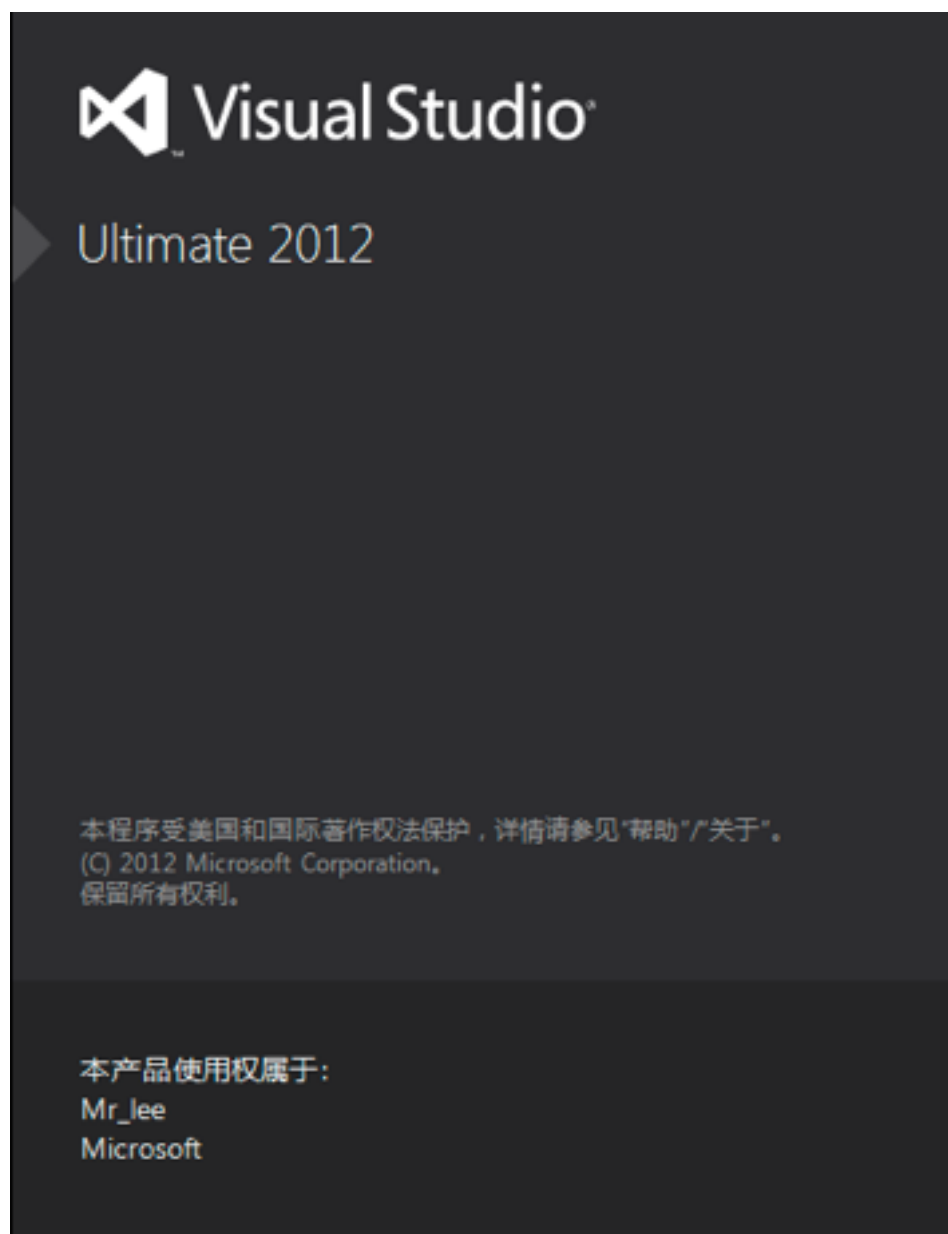 Visual Studio
Ultimate 2012
本程序受美国和国际著作权法保护，详情请参见"帮助"/"关于"。
(C) 2012 Microsoft Corporation。
保留所有权利。
本产品使用权属于:
Mr_lee
Microsoft